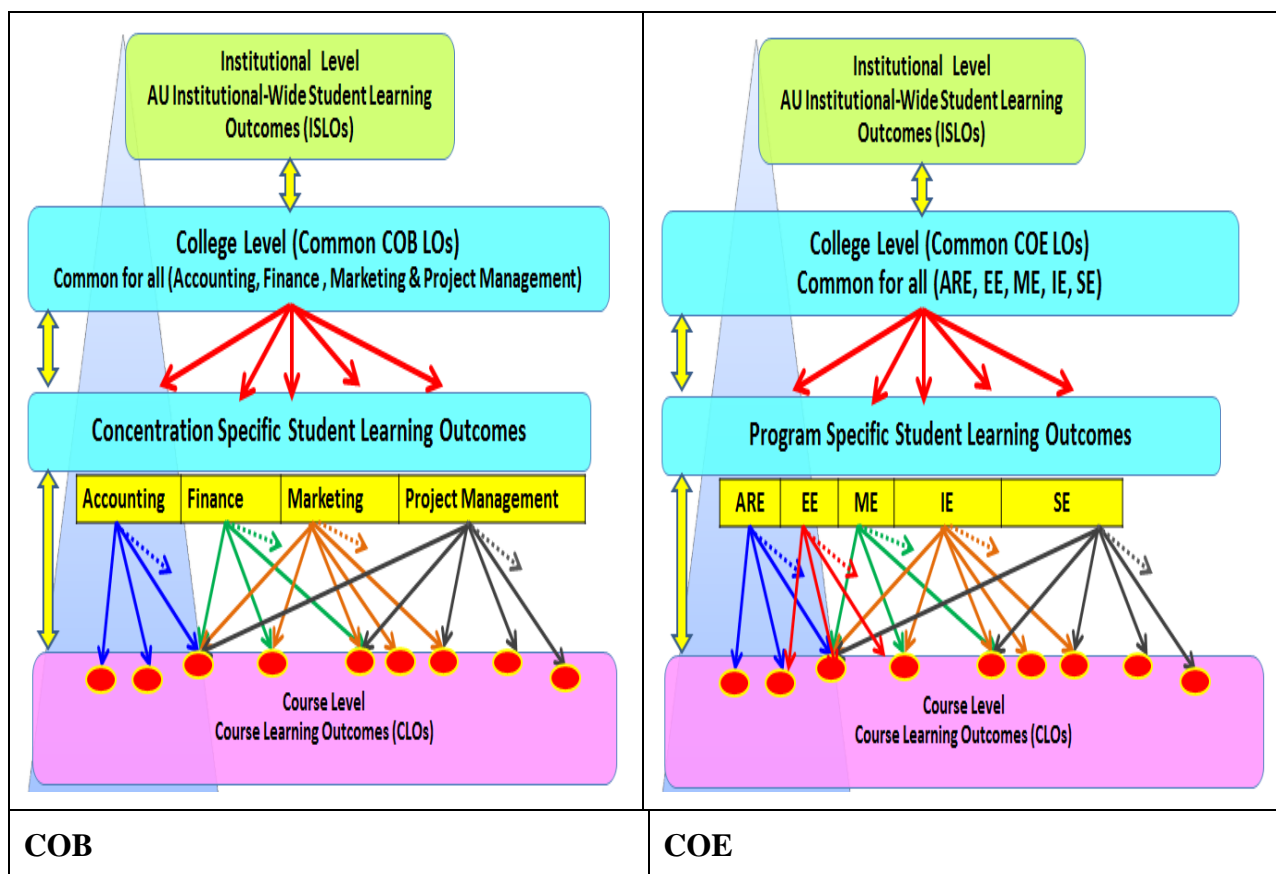 Institutional Level
AU Institutional-Wide Student Learning
Outcomes (ISLOs)
College Level (Common COB LOs)
Common for all (Accounting, Finance , Marketing & Project Management)
Concentration Specific Student Learning Outcomes
Accounting
Finance
Marketing
Project Management
Course Level
Course Learning Outcomes (CLOs)
COB
Institutional Level
AU Institutional-Wide Student Learning
Outcomes (ISLOs)
College Level (Common COE LOs)
Common for all (ARE, EE, ME, IE, SE)
Program Specific Student Learning Outcomes
ARE
EE
ME
IE
SE
Course Level
Course Learning Outcomes (CLOs)
COE